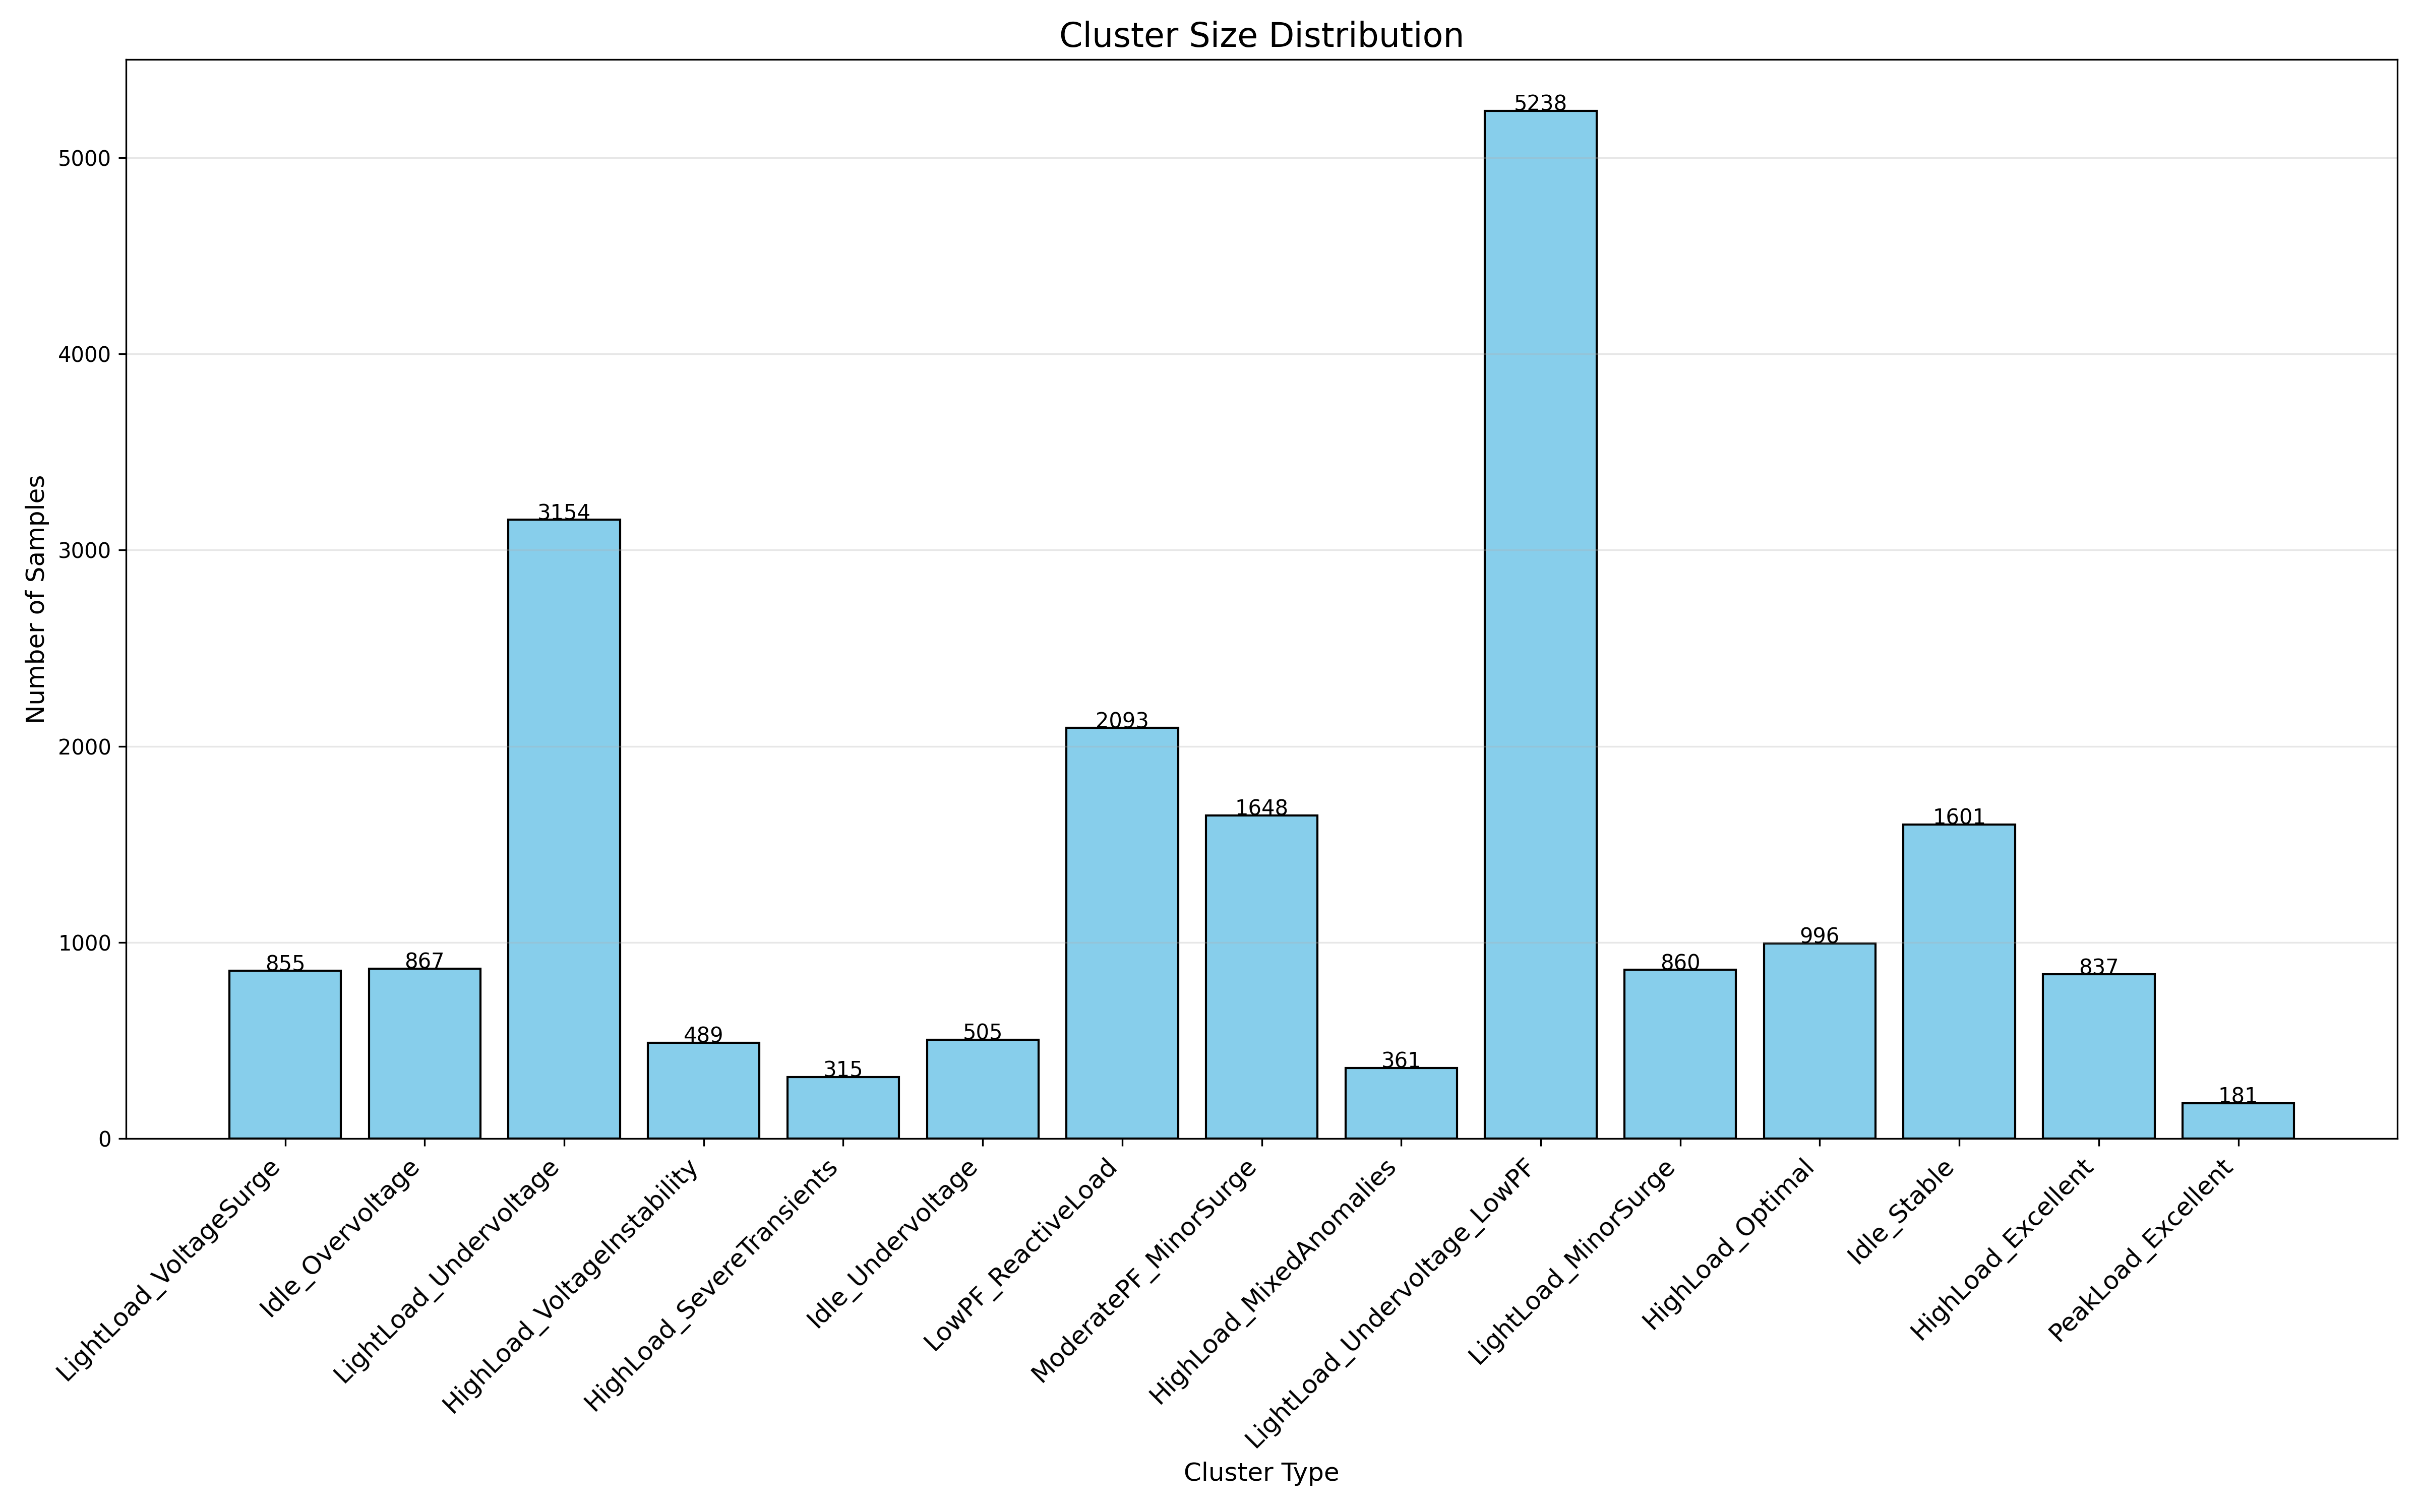 Cluster Size Distribution
Number of Samples
5000
4000
3000
2000
1000
0
855
867
3154
489
315
505
2093
1648
361
5238
860
996
1601
837
181
LightLoad_VoltageSurge
Idle_Overvoltage
LightLoad_Undervoltage
HighLoad_VoltageInstability
HighLoad_SevereTransients
Idle_Undervoltage
LowPF_ReactiveLoad
ModeratePF_MinorSurge
HighLoad_MixedAnomalies
LightLoad_Undervoltage_LowPF
LightLoad_MinorSurge
HighLoad_Optimal
Idle_Stable
HighLoad_Excellent
PeakLoad_Excellent
Cluster Type